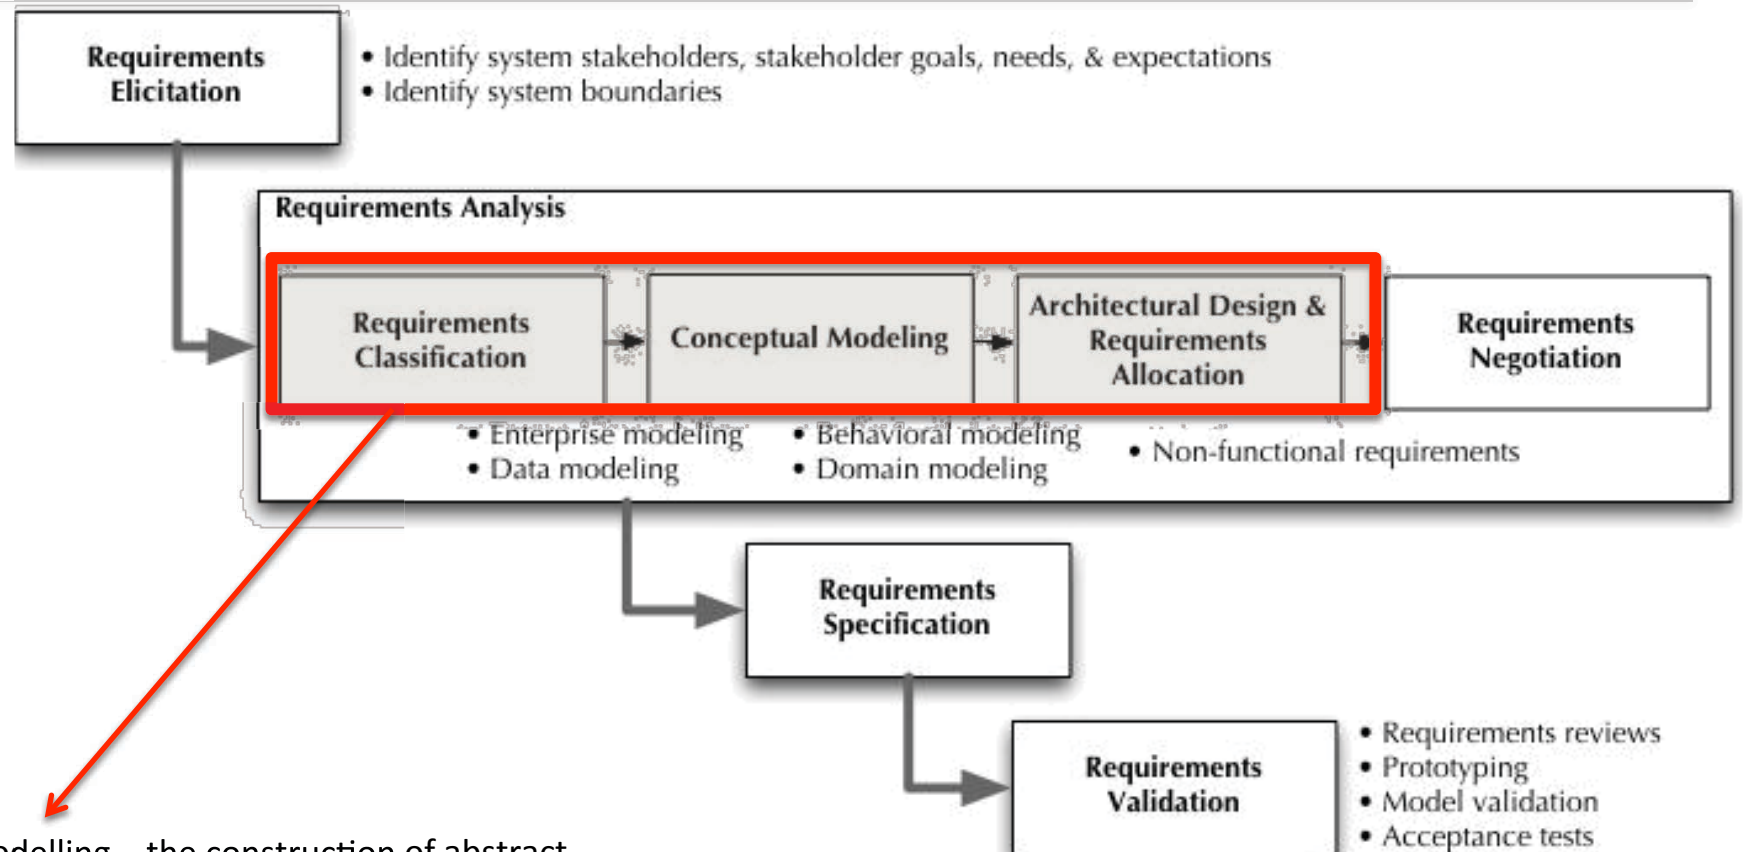 Requirements
Elicitation
• Identify system stakeholders, stakeholder goals, needs, & expectations
• Identify system boundaries
Requirements Analysis
Requirements
Classification
Conceptual Modeling
Architectural Design &
Requirements
Allocation
Requirements
Negotiation
• Enterprise modeling
• Data modeling
• Behavioral modeling
• Domain modeling
• Non-functional requirements
Requirements
Specification
Requirements
Validation
• Requirements reviews
• Prototyping
• Model validation
• Acceptance tests
the construction of abstract